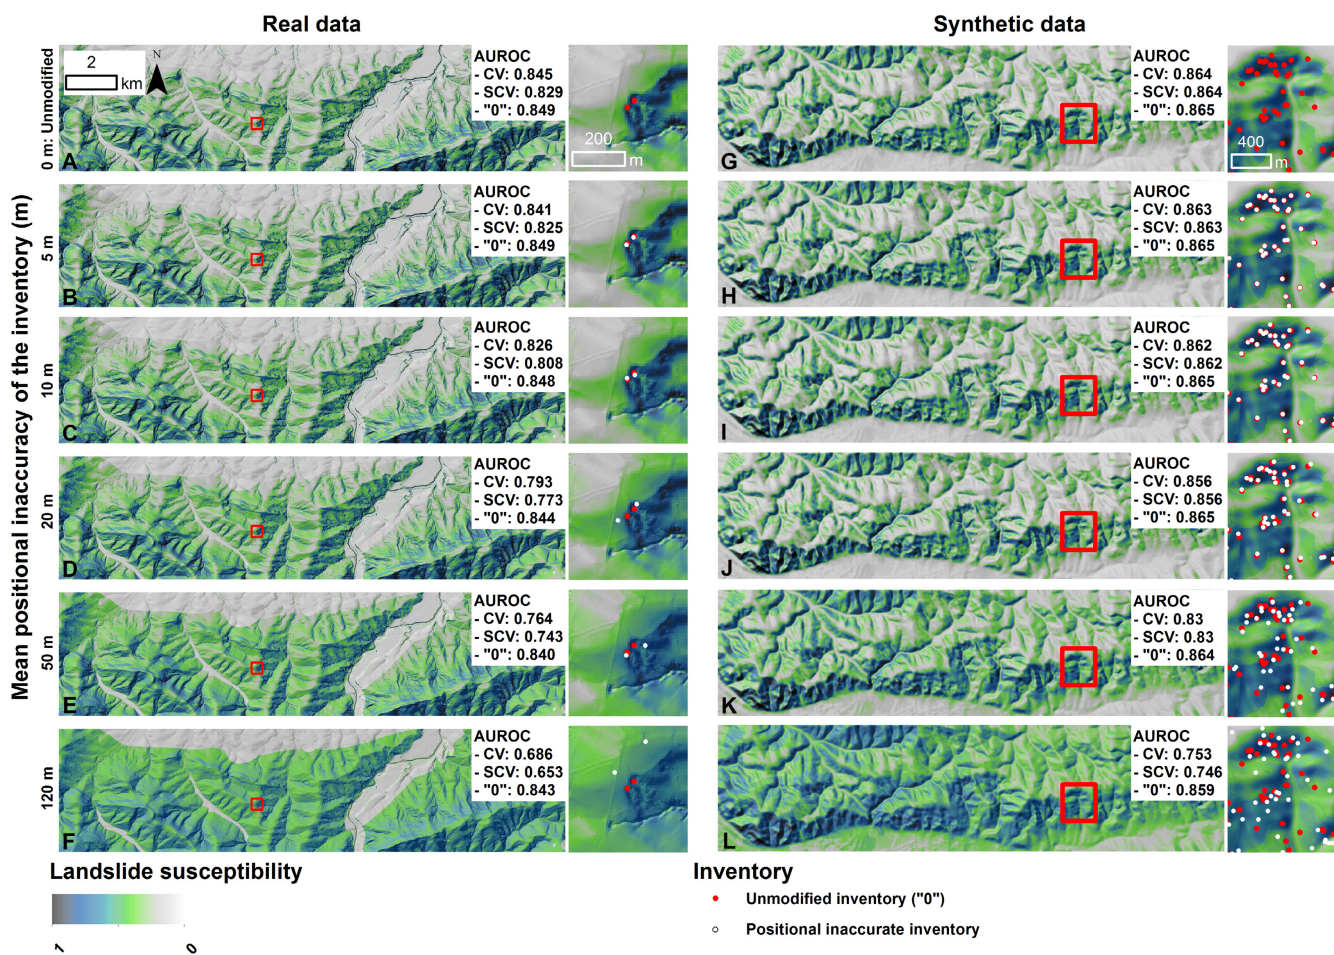 Real data
Synthetic data
Mean positional inaccuracy of the inventory (m)
0 m: Unmodified
2
km
N
A
AUROC
- CV: 0.845
- SCV: 0.829
- "0": 0.849
200
m
G
AUROC
- CV: 0.864
- SCV: 0.864
- "0": 0.865
400
m
5 m
B
AUROC
- CV: 0.841
- SCV: 0.825
- "0": 0.849
H
AUROC
- CV: 0.863
- SCV: 0.863
- "0": 0.865
10 m
C
AUROC
- CV: 0.826
- SCV: 0.808
- "0": 0.848
I
AUROC
- CV: 0.862
- SCV: 0.862
- "0": 0.865
20 m
D
AUROC
- CV: 0.793
- SCV: 0.773
- "0": 0.844
J
AUROC
- CV: 0.856
- SCV: 0.856
- "0": 0.865
50 m
E
AUROC
- CV: 0.764
- SCV: 0.743
- "0": 0.840
K
AUROC
- CV: 0.83
- SCV: 0.83
- "0": 0.864
120 m
F
AUROC
- CV: 0.686
- SCV: 0.653
- "0": 0.843
L
AUROC
- CV: 0.753
- SCV: 0.746
- "0": 0.859
Landslide susceptibility
1
0
Inventory
Unmodified inventory ("0")
Positional inaccurate inventory